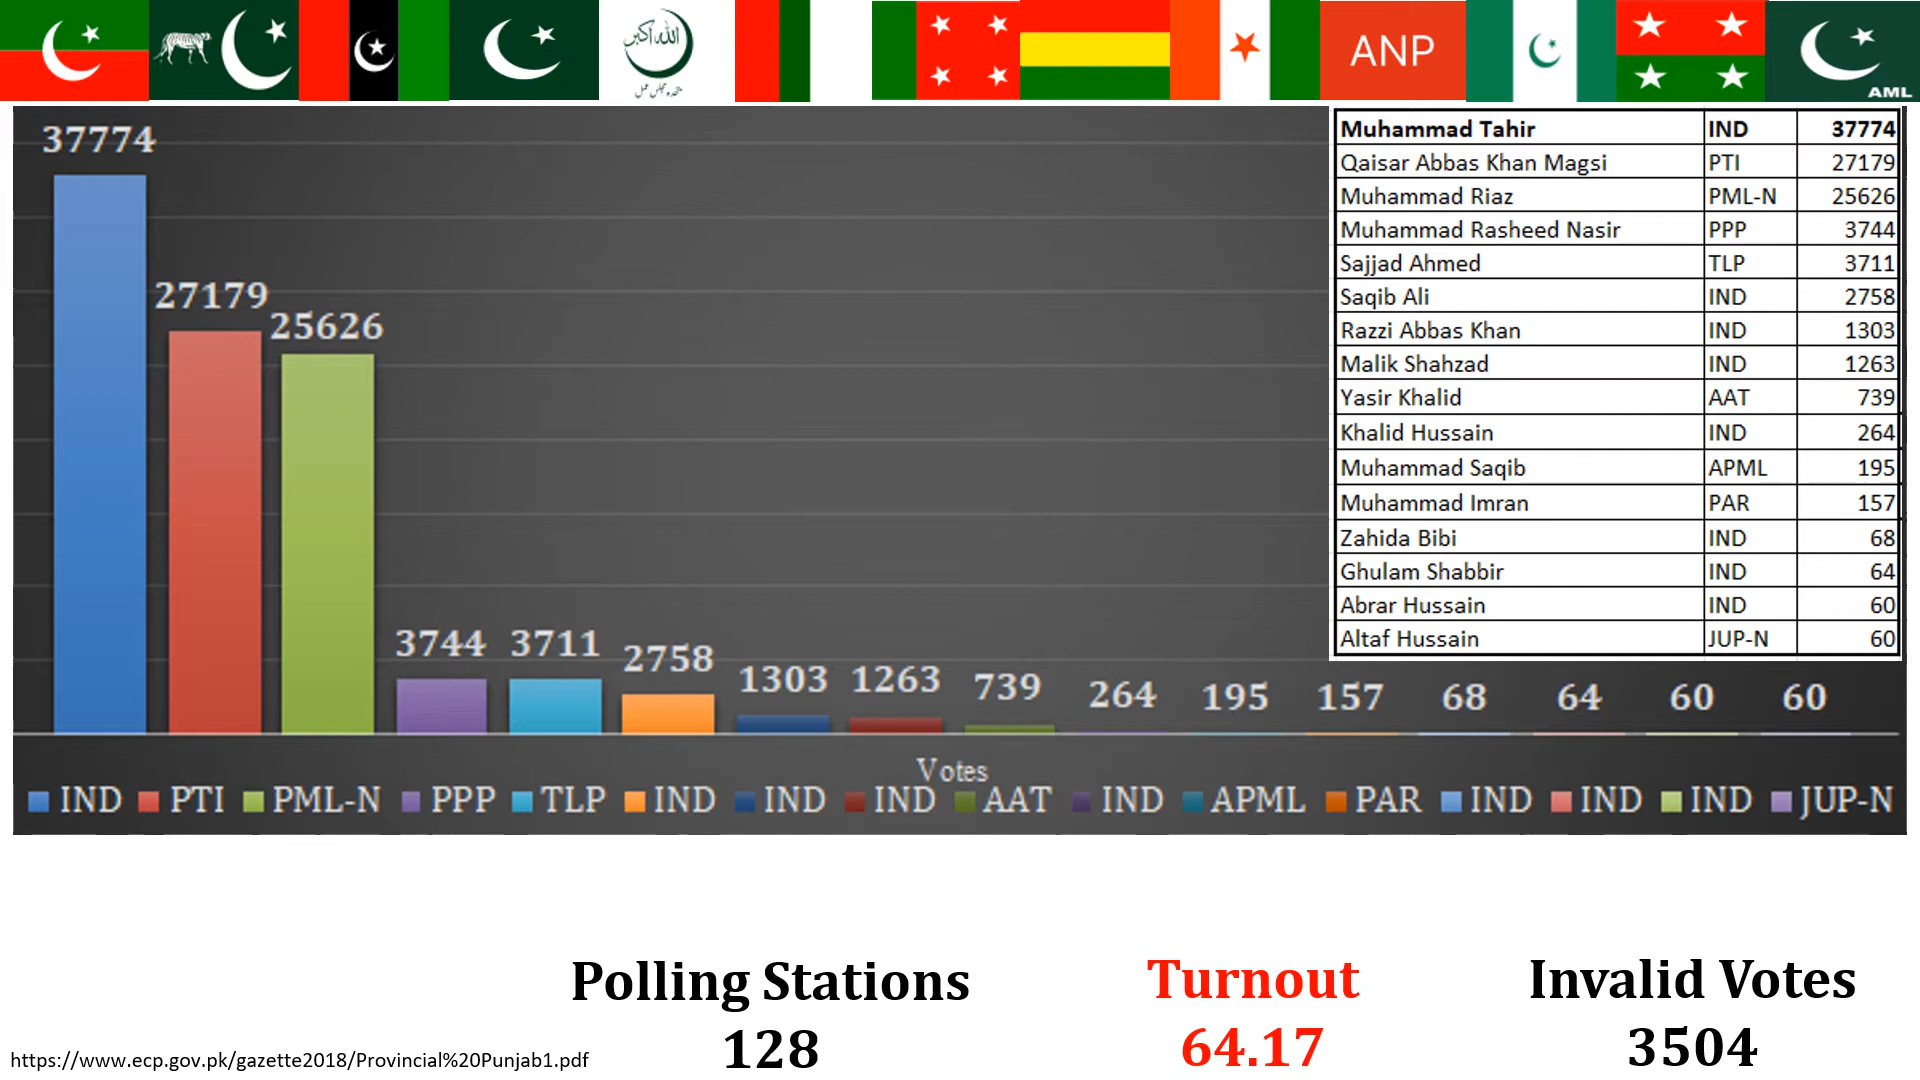 الله أكبر
متحدہ مجلس عمل
ANP
AML
37774
27179
25626
3744
3711
2758
1303
1263
739
264
195
157
68
64
60
60
Votes
IND PTI PML-N PPP TLP IND IND IND AAT IND APML PAR IND IND IND JUP-N
Muhammad Tahir IND 37774
Qaisar Abbas Khan Magsi PTI 27179
Muhammad Riaz PML-N 25626
Muhammad Rasheed Nasir PPP 3744
Sajjad Ahmed TLP 3711
Saqib Ali IND 2758
Razzi Abbas Khan IND 1303
Malik Shahzad IND 1263
Yasir Khalid AAT 739
Khalid Hussain IND 264
Muhammad Saqib APML 195
Muhammad Imran PAR 157
Zahida Bibi IND 68
Ghulam Shabbir IND 64
Abrar Hussain IND 60
Altaf Hussain JUP-N 60
Polling Stations
128
Turnout
64.17
Invalid Votes
3504
https://www.ecp.gov.pk/gazette2018/Provincial%20Punjab1.pdf